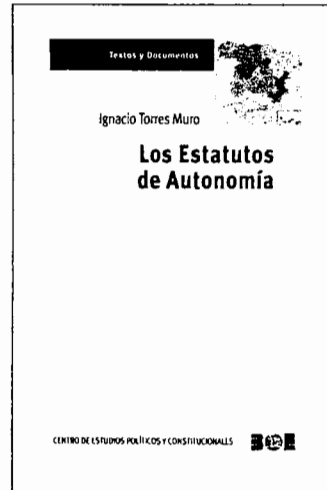 Textos y Documentos
Ignacio Torres Muro
Los Estatutos
de Autonomía
CENTRO DE ESTUDIOS POLÍTICOS Y CONSTITUCIONALES
BOE